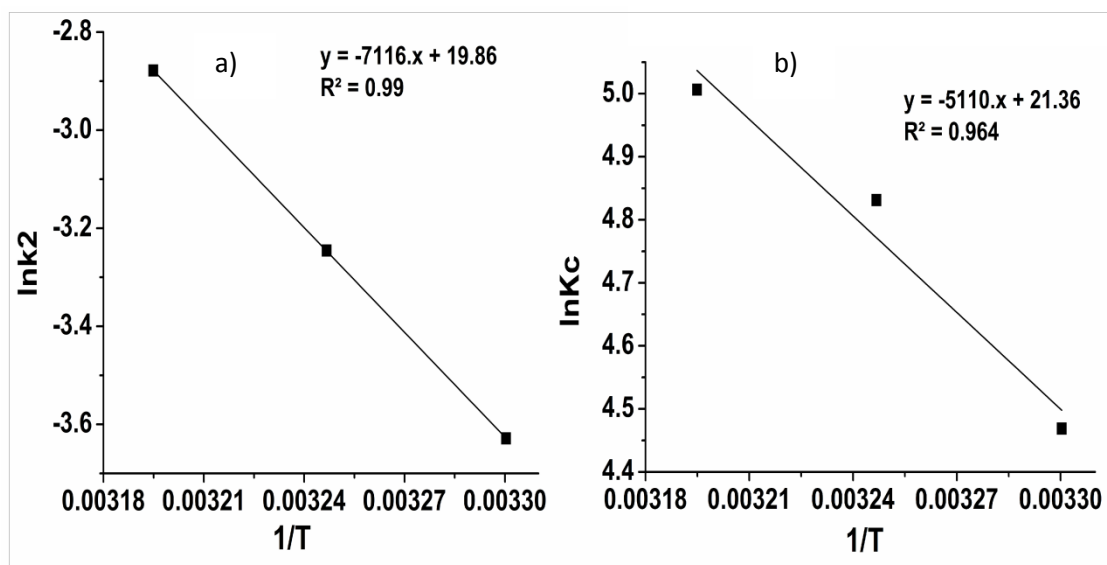 a)
y = -7116.x + 19.86
R² = 0.99
-2.8
-3.0
-3.2
-3.4
-3.6
lnk2
0.00318 0.00321 0.00324 0.00327 0.00330
1/T
b)
y = -5110.x + 21.36
R² = 0.964
5.0
4.9
4.8
4.7
4.6
4.5
4.4
lnKc
0.00318 0.00321 0.00324 0.00327 0.00330
1/T